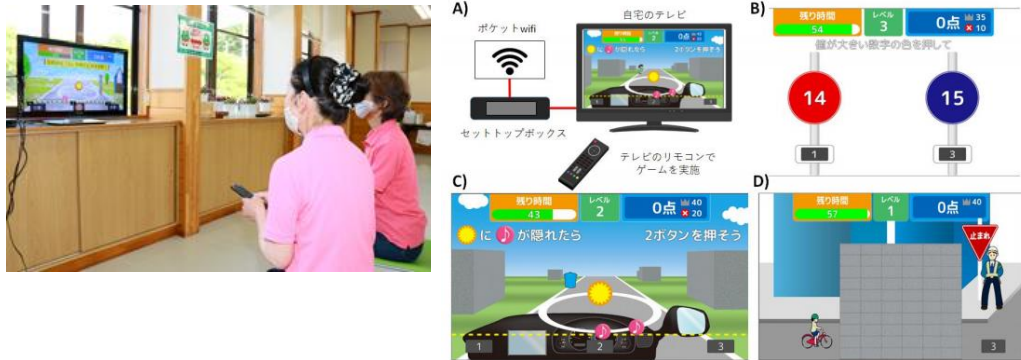 A)
ポケットwifi
セットトップボックス
自宅のテレビ
テレビのリモコンで
ゲームを実施
B)
残り時間
54
レベル
3
0点
35
10
値が大きい数字の色を押して
14
15
1
3
C)
残り時間
43
レベル
2
0点
40
20
に が隠れたら
2ボタンを押そう
1
2
3
D)
残り時間
57
レベル
1
0点
40
止まれ
3